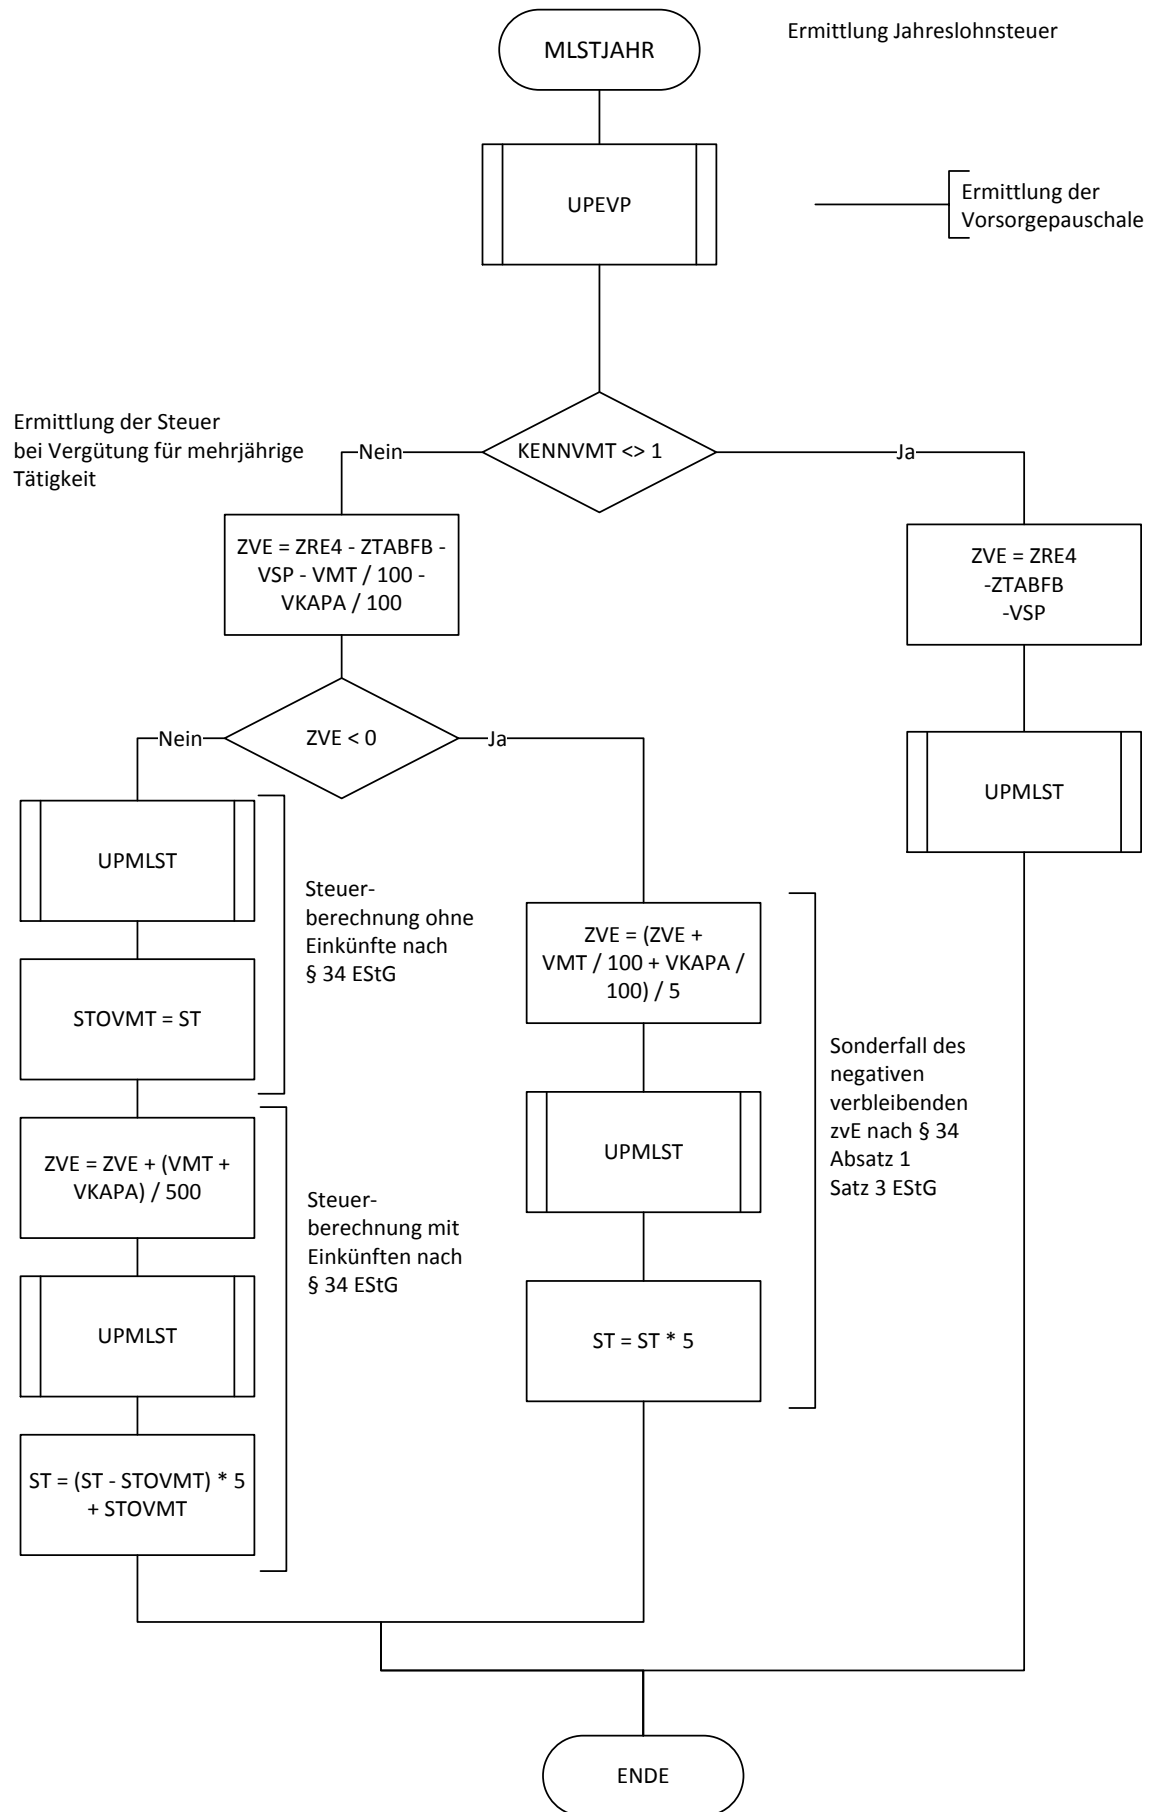 MLSTJAHR
Ermittlung Jahreslohnsteuer
UPEVP
Ermittlung der
Vorsorgepauschale
Ermittlung der Steuer
bei Vergütung für mehrjährige
Tätigkeit
Nein
KENNVMT <> 1
Ja
ZVE = ZRE4 - ZTABFB -
VSP - VMT / 100 -
VKAPA / 100
ZVE = ZRE4
-ZTABFB
-VSP
Nein
ZVE < 0
Ja
UPMLST
UPMLST
Steuer-
berechnung ohne
Einkünfte nach
§ 34 EStG
STOVMT = ST
ZVE = (ZVE +
VMT / 100 + VKAPA /
100) / 5
Sonderfall des
negativen
verbleibenden
zvE nach § 34
Absatz 1
Satz 3 EStG
UPMLST
ZVE = ZVE + (VMT +
VKAPA) / 500
Steuer-
berechnung mit
Einkünften nach
§ 34 EStG
UPMLST
ST = ST * 5
ST = (ST - STOVMT) * 5
+ STOVMT
ENDE